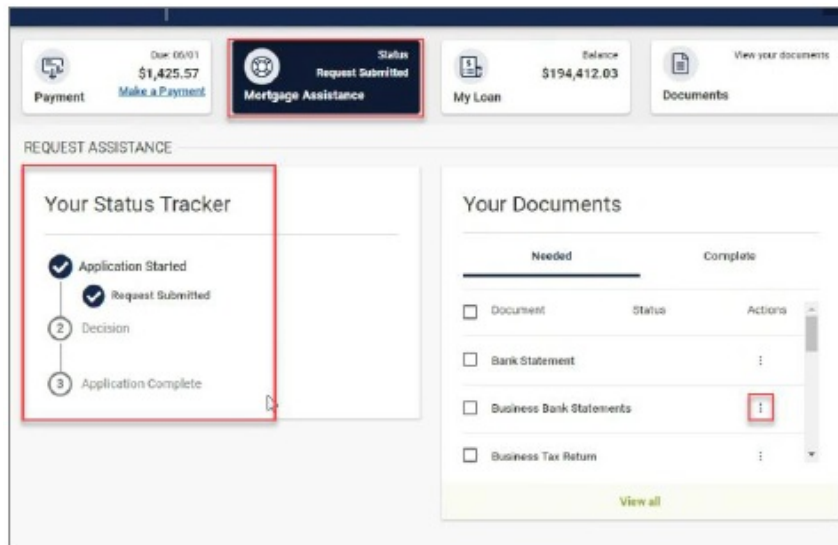 Due: 06/01
$1,425.57
Make a Payment
Payment
Status
Request Submitted
Mortgage Assistance
Balance
$194,412.03
My Loan
View your documents
Documents
REQUEST ASSISTANCE
Your Status Tracker
Application Started
Request Submitted
2 Decision
3 Application Complete
Your Documents
Needed Complete
Document Status Actions
Bank Statement
Business Bank Statements
Business Tax Return
View all